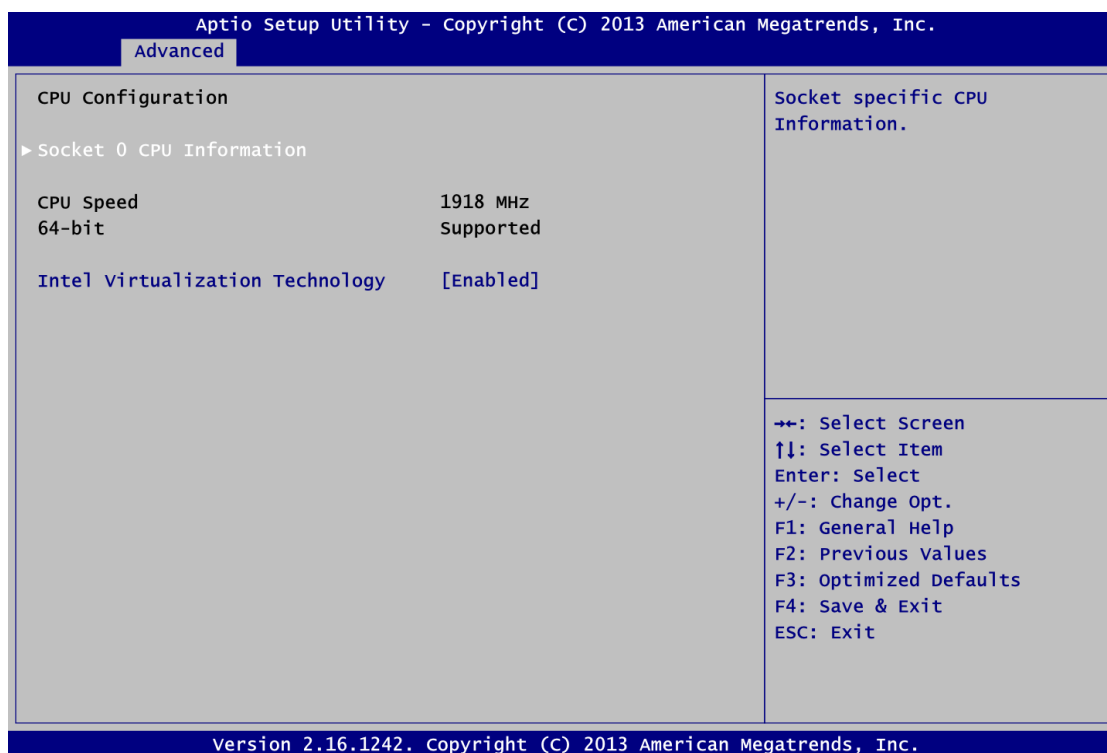 Aptio Setup Utility - Copyright (C) 2013 American Megatrends, Inc.
Advanced
CPU Configuration
►Socket 0 CPU Information
CPU Speed 1918 MHz
64-bit Supported
Intel Virtualization Technology [Enabled]
Socket specific CPU
Information.
→←: Select Screen
↑↓: Select Item
Enter: Select
+/-: Change Opt.
F1: General Help
F2: Previous Values
F3: Optimized Defaults
F4: Save & Exit
ESC: Exit
Version 2.16.1242. Copyright (C) 2013 American Megatrends, Inc.